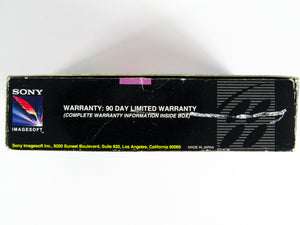 SONY
IMAGESOFT
WARRANTY: 90 DAY LIMITED WARRANTY
(COMPLETE WARRANTY INFORMATION INSIDE BOX)
Sony Imagesoft Inc., 9200 Sunset Boulevard, Suite 820, Los Angeles, California 90069
MADE IN JAPAN